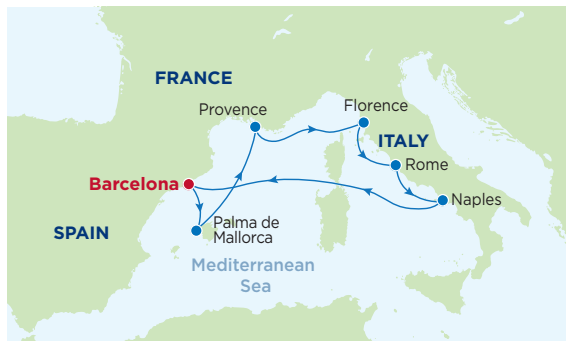 FRANCE
Provence
Florence
ITALY
Rome
Barcelona
Naples
Palma de
Mallorca
SPAIN
Mediterranean
Sea